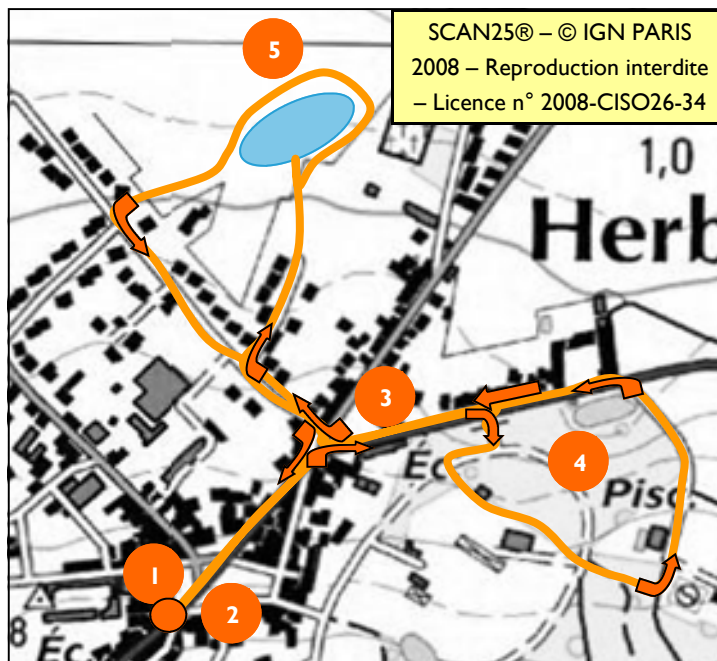 SCAN25® – © IGN PARIS
2008 – Reproduction interdite
– Licence n° 2008-CISO26-34
5
1,0
Herb
3
4
Éc
Pisc.
1
2
8
Éc.